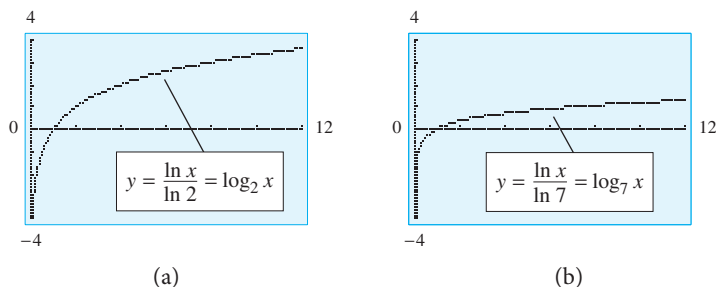 4
0
12
y = ln x / ln 2 = log₂ x
−4
(a)
4
0
12
y = ln x / ln 7 = log₇ x
−4
(b)